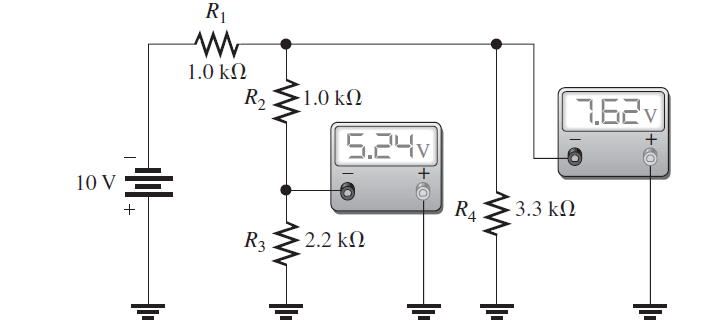 R1
1.0 kΩ
R2
1.0 kΩ
7.62 V
− +
5.24 V
− +
−
10 V
+
R4
3.3 kΩ
R3
2.2 kΩ